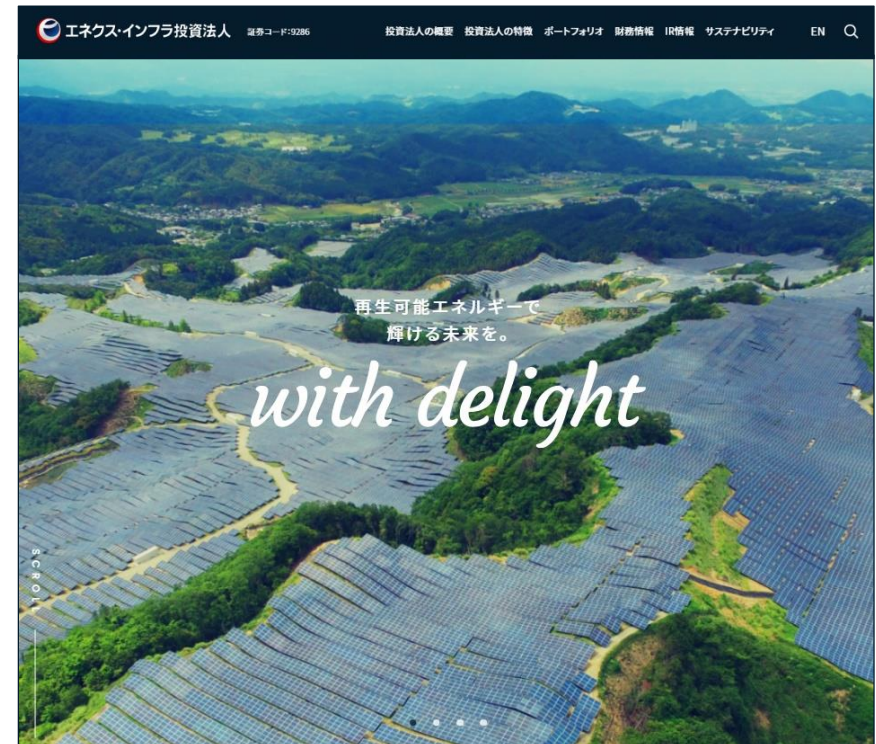 エネクス・インフラ投資法人 証券コード:9286 投資法人の概要 投資法人の特徴 ポートフォリオ 財務情報 IR情報 サステナビリティ EN
再生可能エネルギーで
輝ける未来を。
with delight
SCROLL